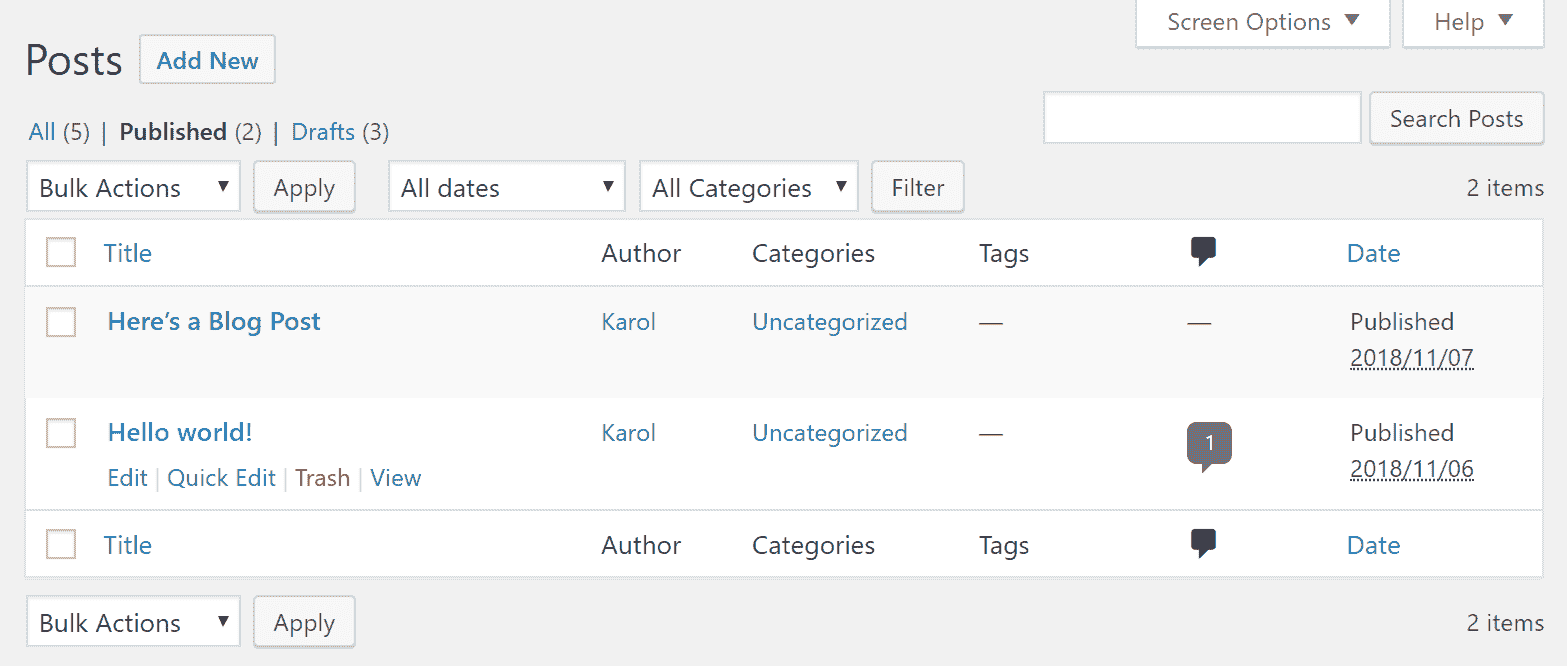 Screen Options ▼ Help ▼
Posts Add New
Search Posts
All (5) | Published (2) | Drafts (3)
Bulk Actions ▼ Apply All dates ▼ All Categories ▼ Filter 2 items
Title Author Categories Tags Date
Here’s a Blog Post Karol Uncategorized — — Published
2018/11/07
Hello world! Karol Uncategorized — 1 Published
2018/11/06
Edit | Quick Edit | Trash | View
Title Author Categories Tags Date
Bulk Actions ▼ Apply 2 items